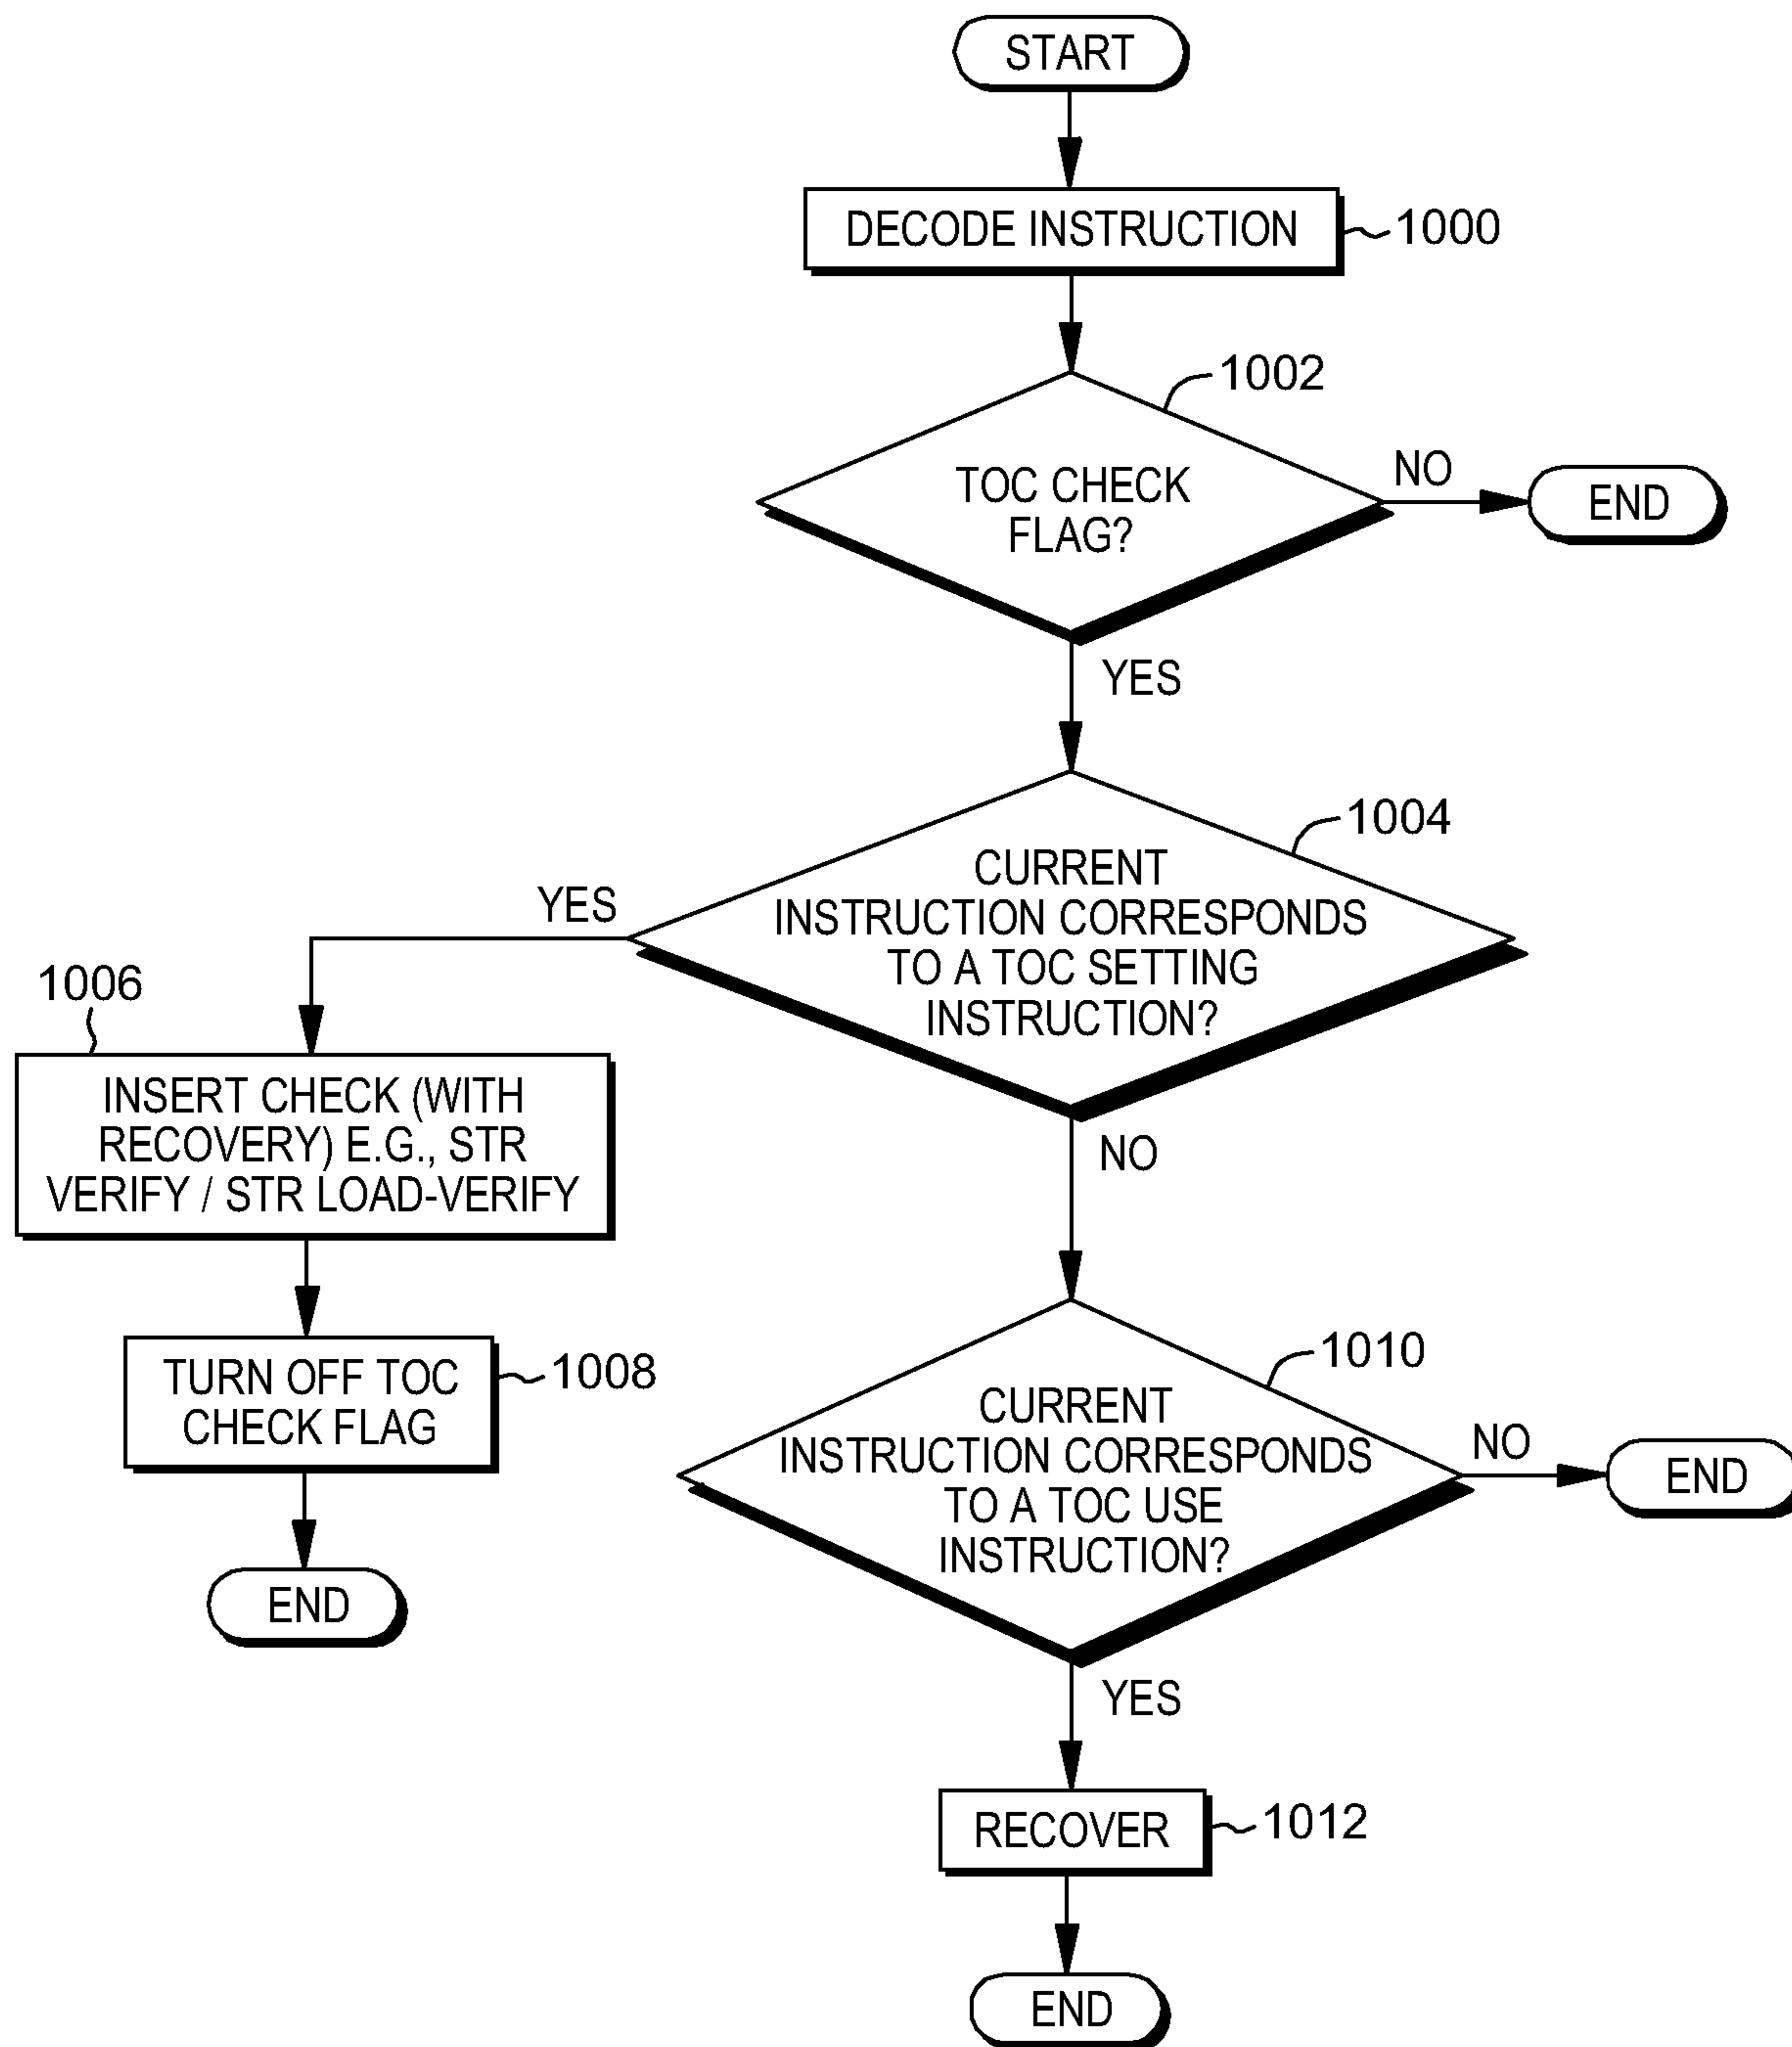 START
DECODE INSTRUCTION
1000
1002
TOC CHECK
FLAG?
NO
END
YES
1004
CURRENT
INSTRUCTION CORRESPONDS
TO A TOC SETTING
INSTRUCTION?
YES
1006
INSERT CHECK (WITH
RECOVERY) E.G., STR
VERIFY / STR LOAD-VERIFY
TURN OFF TOC
CHECK FLAG
1008
END
NO
1010
CURRENT
INSTRUCTION CORRESPONDS
TO A TOC USE
INSTRUCTION?
NO
END
YES
RECOVER
1012
END